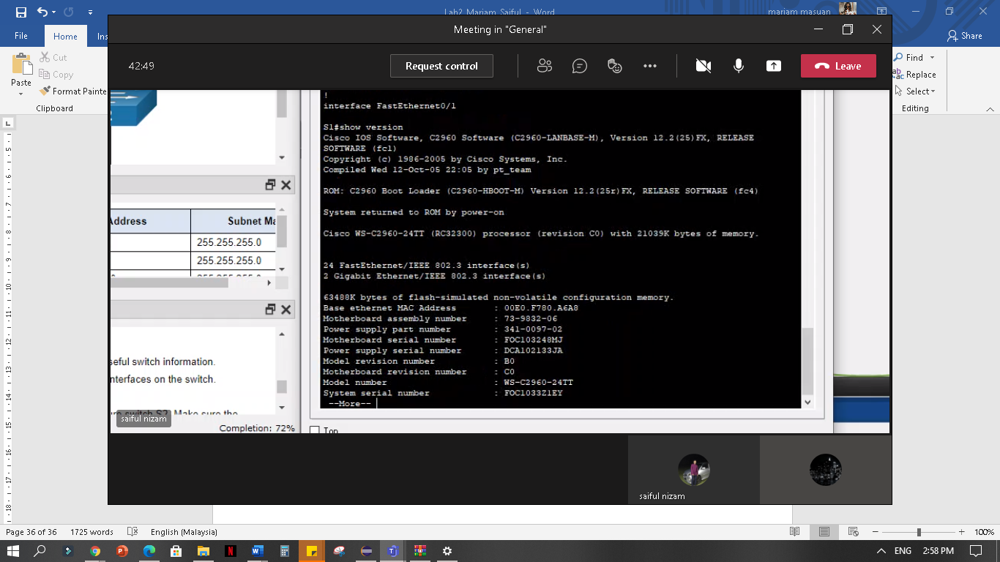 Lab2_Mariam_Saiful - Word
mariam masuan
File
Home
Ins
Share
Meeting in "General"
Cut
Copy
Paste
Format Painte
Clipboard
42:49
Request control
Leave
Find
Replace
Select
Editing
!
interface FastEthernet0/1
S1#show version
Cisco IOS Software, C2960 Software (C2960-LANBASE-M), Version 12.2(25)FX, RELEASE
SOFTWARE (fc1)
Copyright (c) 1986-2005 by Cisco Systems, Inc.
Compiled Wed 12-Oct-05 22:05 by pt_team
ROM: C2960 Boot Loader (C2960-HBOOT-M) Version 12.2(25r)FX, RELEASE SOFTWARE (fc4)
System returned to ROM by power-on
Cisco WS-C2960-24TT (RC32300) processor (revision C0) with 21039K bytes of memory.
24 FastEthernet/IEEE 802.3 interface(s)
2 Gigabit Ethernet/IEEE 802.3 interface(s)
63488K bytes of flash-simulated non-volatile configuration memory.
Base ethernet MAC Address : 00E0.F780.A6A8
Motherboard assembly number : 73-9832-06
Power supply part number : 341-0097-02
Motherboard serial number : FOC103248MJ
Power supply serial number : DCA102133JA
Model revision number : B0
Motherboard revision number : C0
Model number : WS-C2960-24TT
System serial number : FOC1033Z1EY
--More--
Top
Address Subnet Ma
255.255.255.0
255.255.255.0
seful switch information.
nterfaces on the switch.
ure switch S2. Make sure the
saiful nizam
Completion: 72%
saiful nizam
Page 36 of 36
1725 words
English (Malaysia)
100%
ENG
2:58 PM